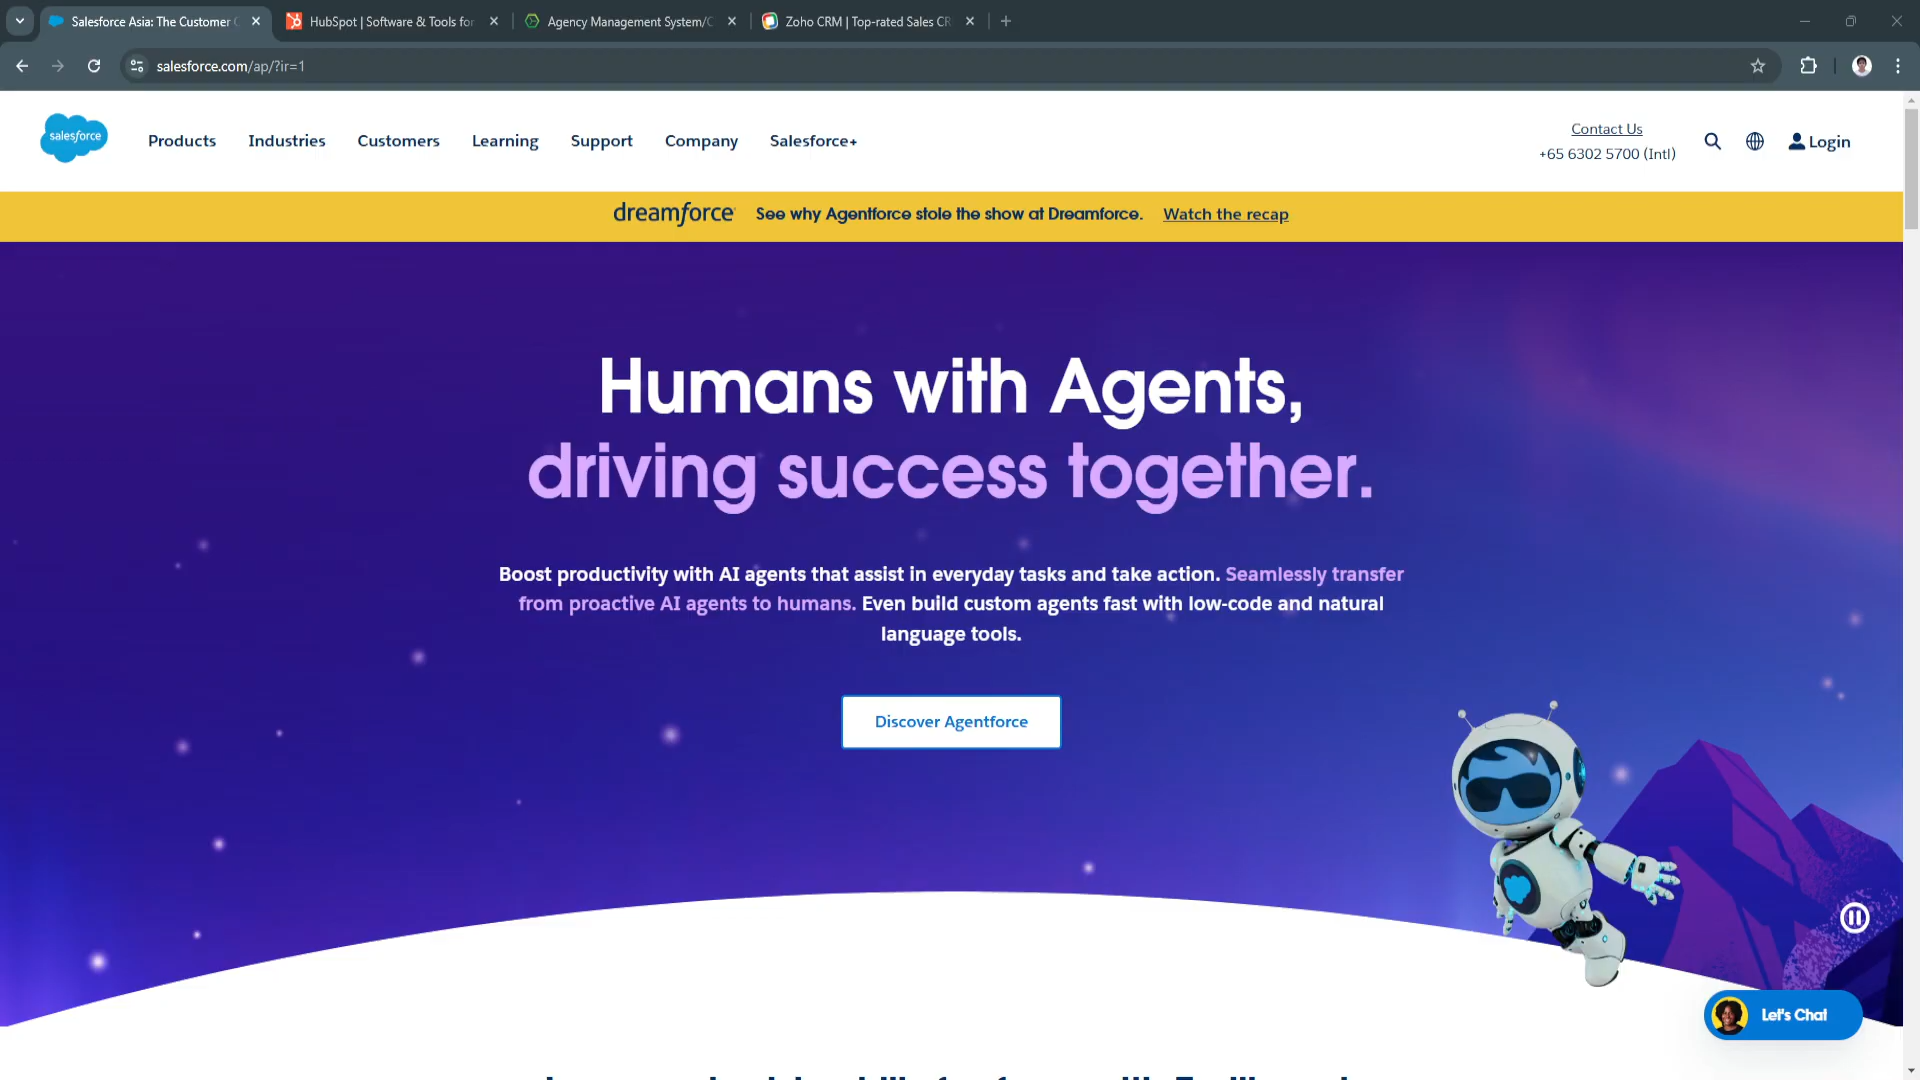 Salesforce Asia: The Customer C
HubSpot | Software & Tools for
Agency Management System/C
Zoho CRM | Top-rated Sales CR
salesforce.com/ap/?ir=1
salesforce
Products
Industries
Customers
Learning
Support
Company
Salesforce+
Contact Us
+65 6302 5700 (Intl)
Login
dreamforce See why Agentforce stole the show at Dreamforce. Watch the recap
Humans with Agents,
driving success together.
Boost productivity with AI agents that assist in everyday tasks and take action. Seamlessly transfer
from proactive AI agents to humans. Even build custom agents fast with low-code and natural
language tools.
Discover Agentforce
Let's Chat